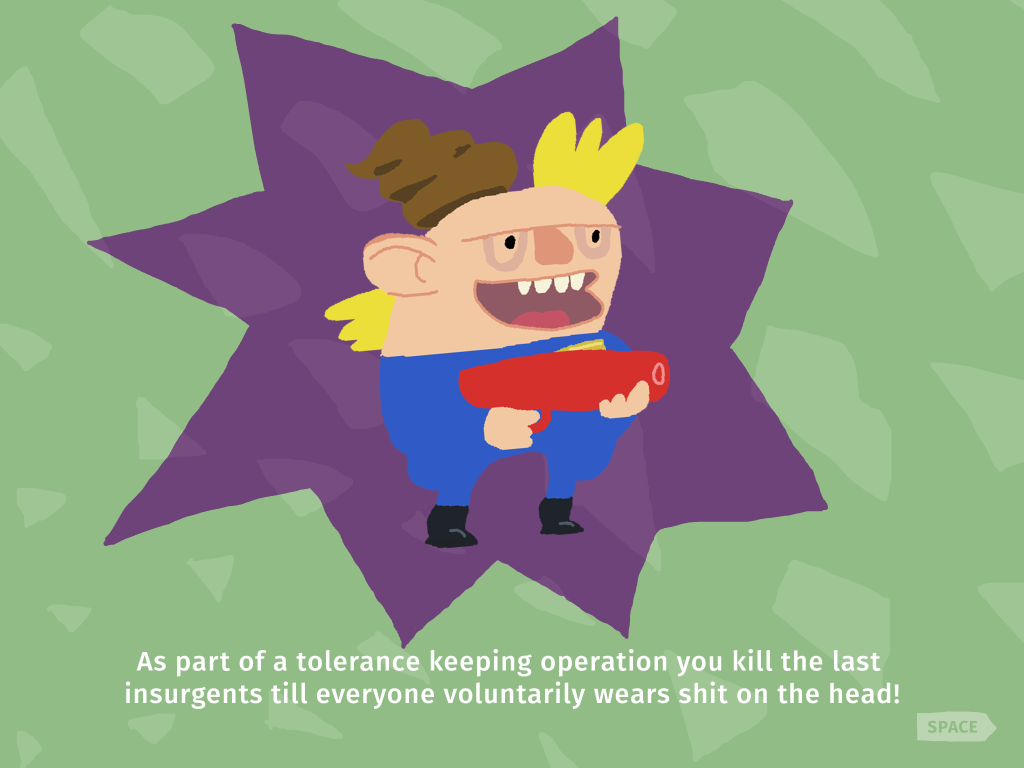 As part of a tolerance keeping operation you kill the last
insurgents till everyone voluntarily wears shit on the head!
SPACE